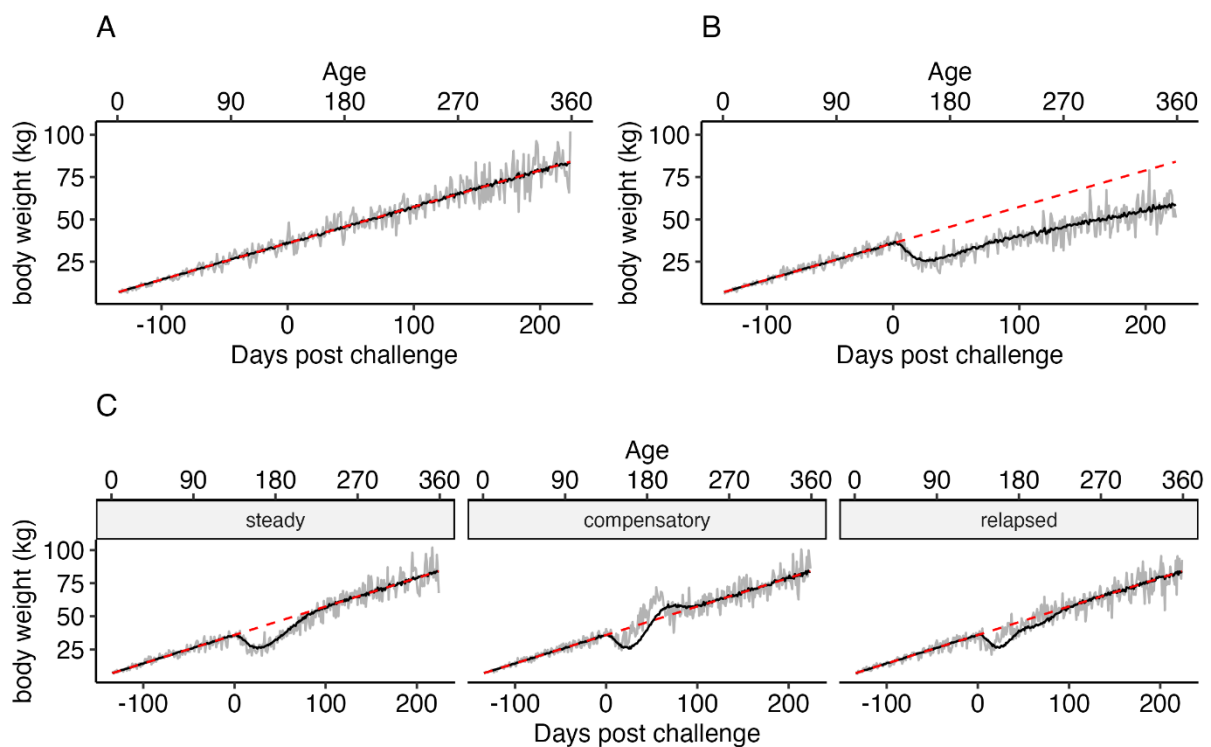 A
B
Age
Age
0 90 180 270 360
0 90 180 270 360
body weight (kg)
100
75
50
25
body weight (kg)
100
75
50
25
-100 0 100 200
-100 0 100 200
Days post challenge
Days post challenge
C
Age
0 90 180 270 360
0 90 180 270 360
0 90 180 270 360
steady
compensatory
relapsed
body weight (kg)
100
75
50
25
-100 0 100 200
-100 0 100 200
-100 0 100 200
Days post challenge